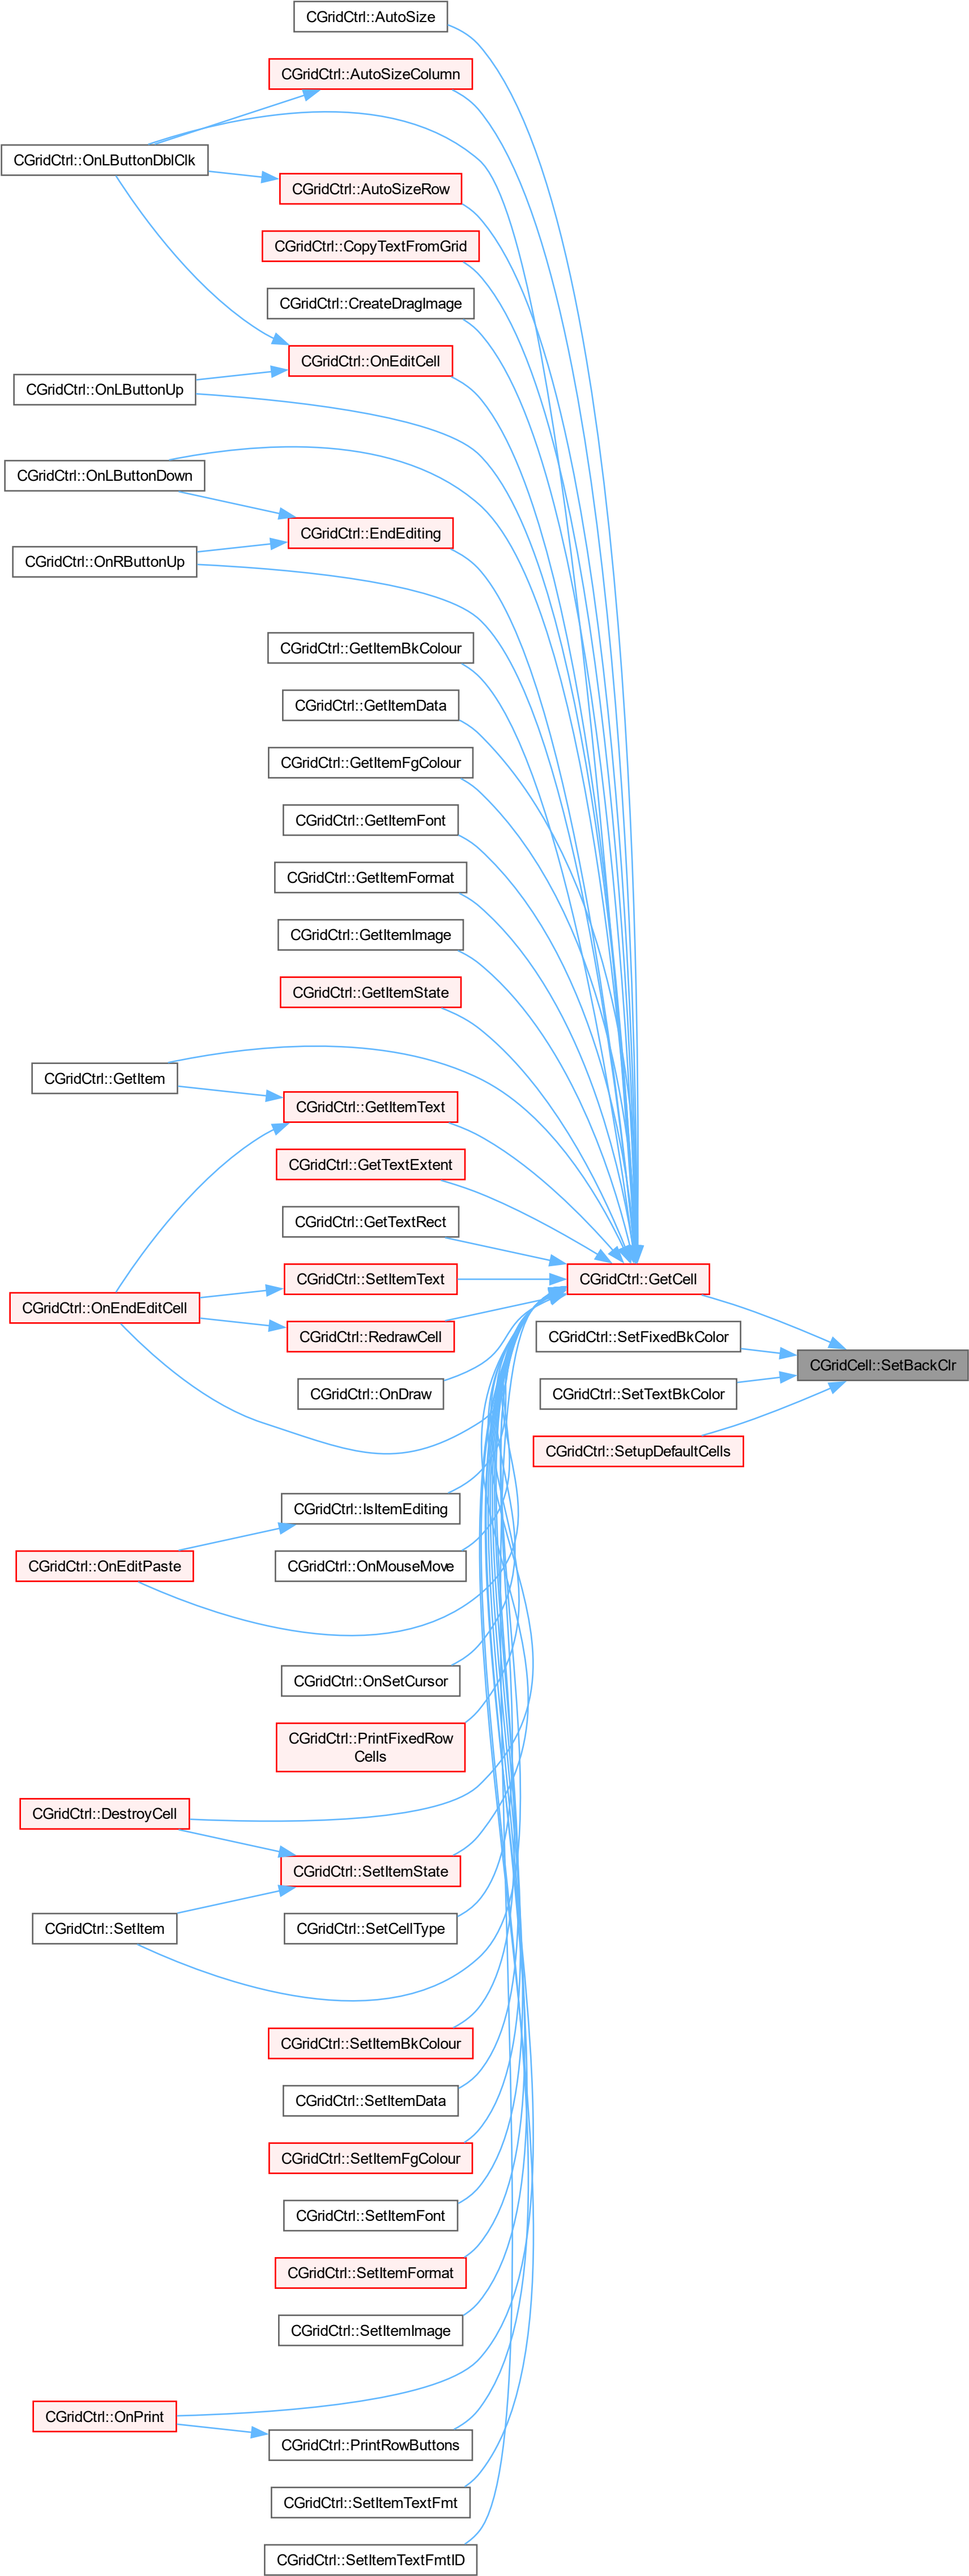 CGridCtrl::AutoSize
CGridCtrl::AutoSizeColumn
CGridCtrl::OnLButtonDblClk
CGridCtrl::AutoSizeRow
CGridCtrl::CopyTextFromGrid
CGridCtrl::CreateDragImage
CGridCtrl::OnEditCell
CGridCtrl::OnLButtonUp
CGridCtrl::OnLButtonDown
CGridCtrl::EndEditing
CGridCtrl::OnRButtonUp
CGridCtrl::GetItemBkColour
CGridCtrl::GetItemData
CGridCtrl::GetItemFgColour
CGridCtrl::GetItemFont
CGridCtrl::GetItemFormat
CGridCtrl::GetItemImage
CGridCtrl::GetItemState
CGridCtrl::GetItem
CGridCtrl::GetItemText
CGridCtrl::GetTextExtent
CGridCtrl::GetTextRect
CGridCtrl::SetItemText
CGridCtrl::GetCell
CGridCtrl::OnEndEditCell
CGridCtrl::RedrawCell
CGridCtrl::SetFixedBkColor
CGridCell::SetBackClr
CGridCtrl::OnDraw
CGridCtrl::SetTextBkColor
CGridCtrl::SetupDefaultCells
CGridCtrl::IsItemEditing
CGridCtrl::OnEditPaste
CGridCtrl::OnMouseMove
CGridCtrl::OnSetCursor
CGridCtrl::PrintFixedRow
Cells
CGridCtrl::DestroyCell
CGridCtrl::SetItemState
CGridCtrl::SetItem
CGridCtrl::SetCellType
CGridCtrl::SetItemBkColour
CGridCtrl::SetItemData
CGridCtrl::SetItemFgColour
CGridCtrl::SetItemFont
CGridCtrl::SetItemFormat
CGridCtrl::SetItemImage
CGridCtrl::OnPrint
CGridCtrl::PrintRowButtons
CGridCtrl::SetItemTextFmt
CGridCtrl::SetItemTextFmtID